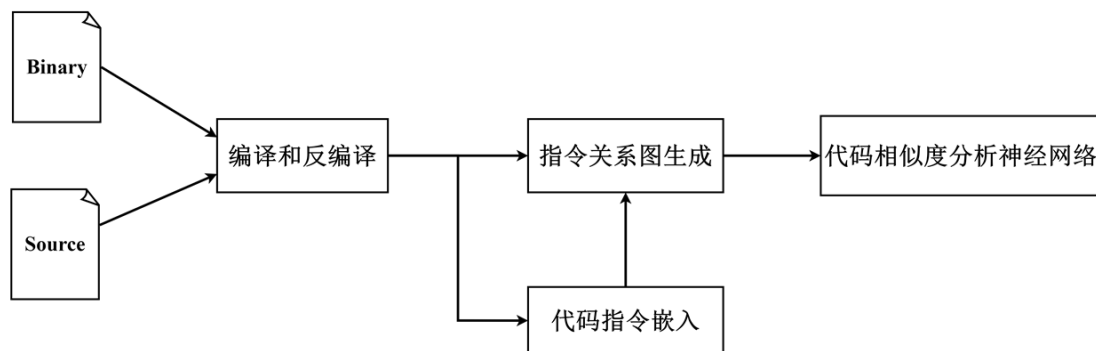 Binary
Source
编译和反编译
指令关系图生成
代码相似度分析神经网络
代码指令嵌入